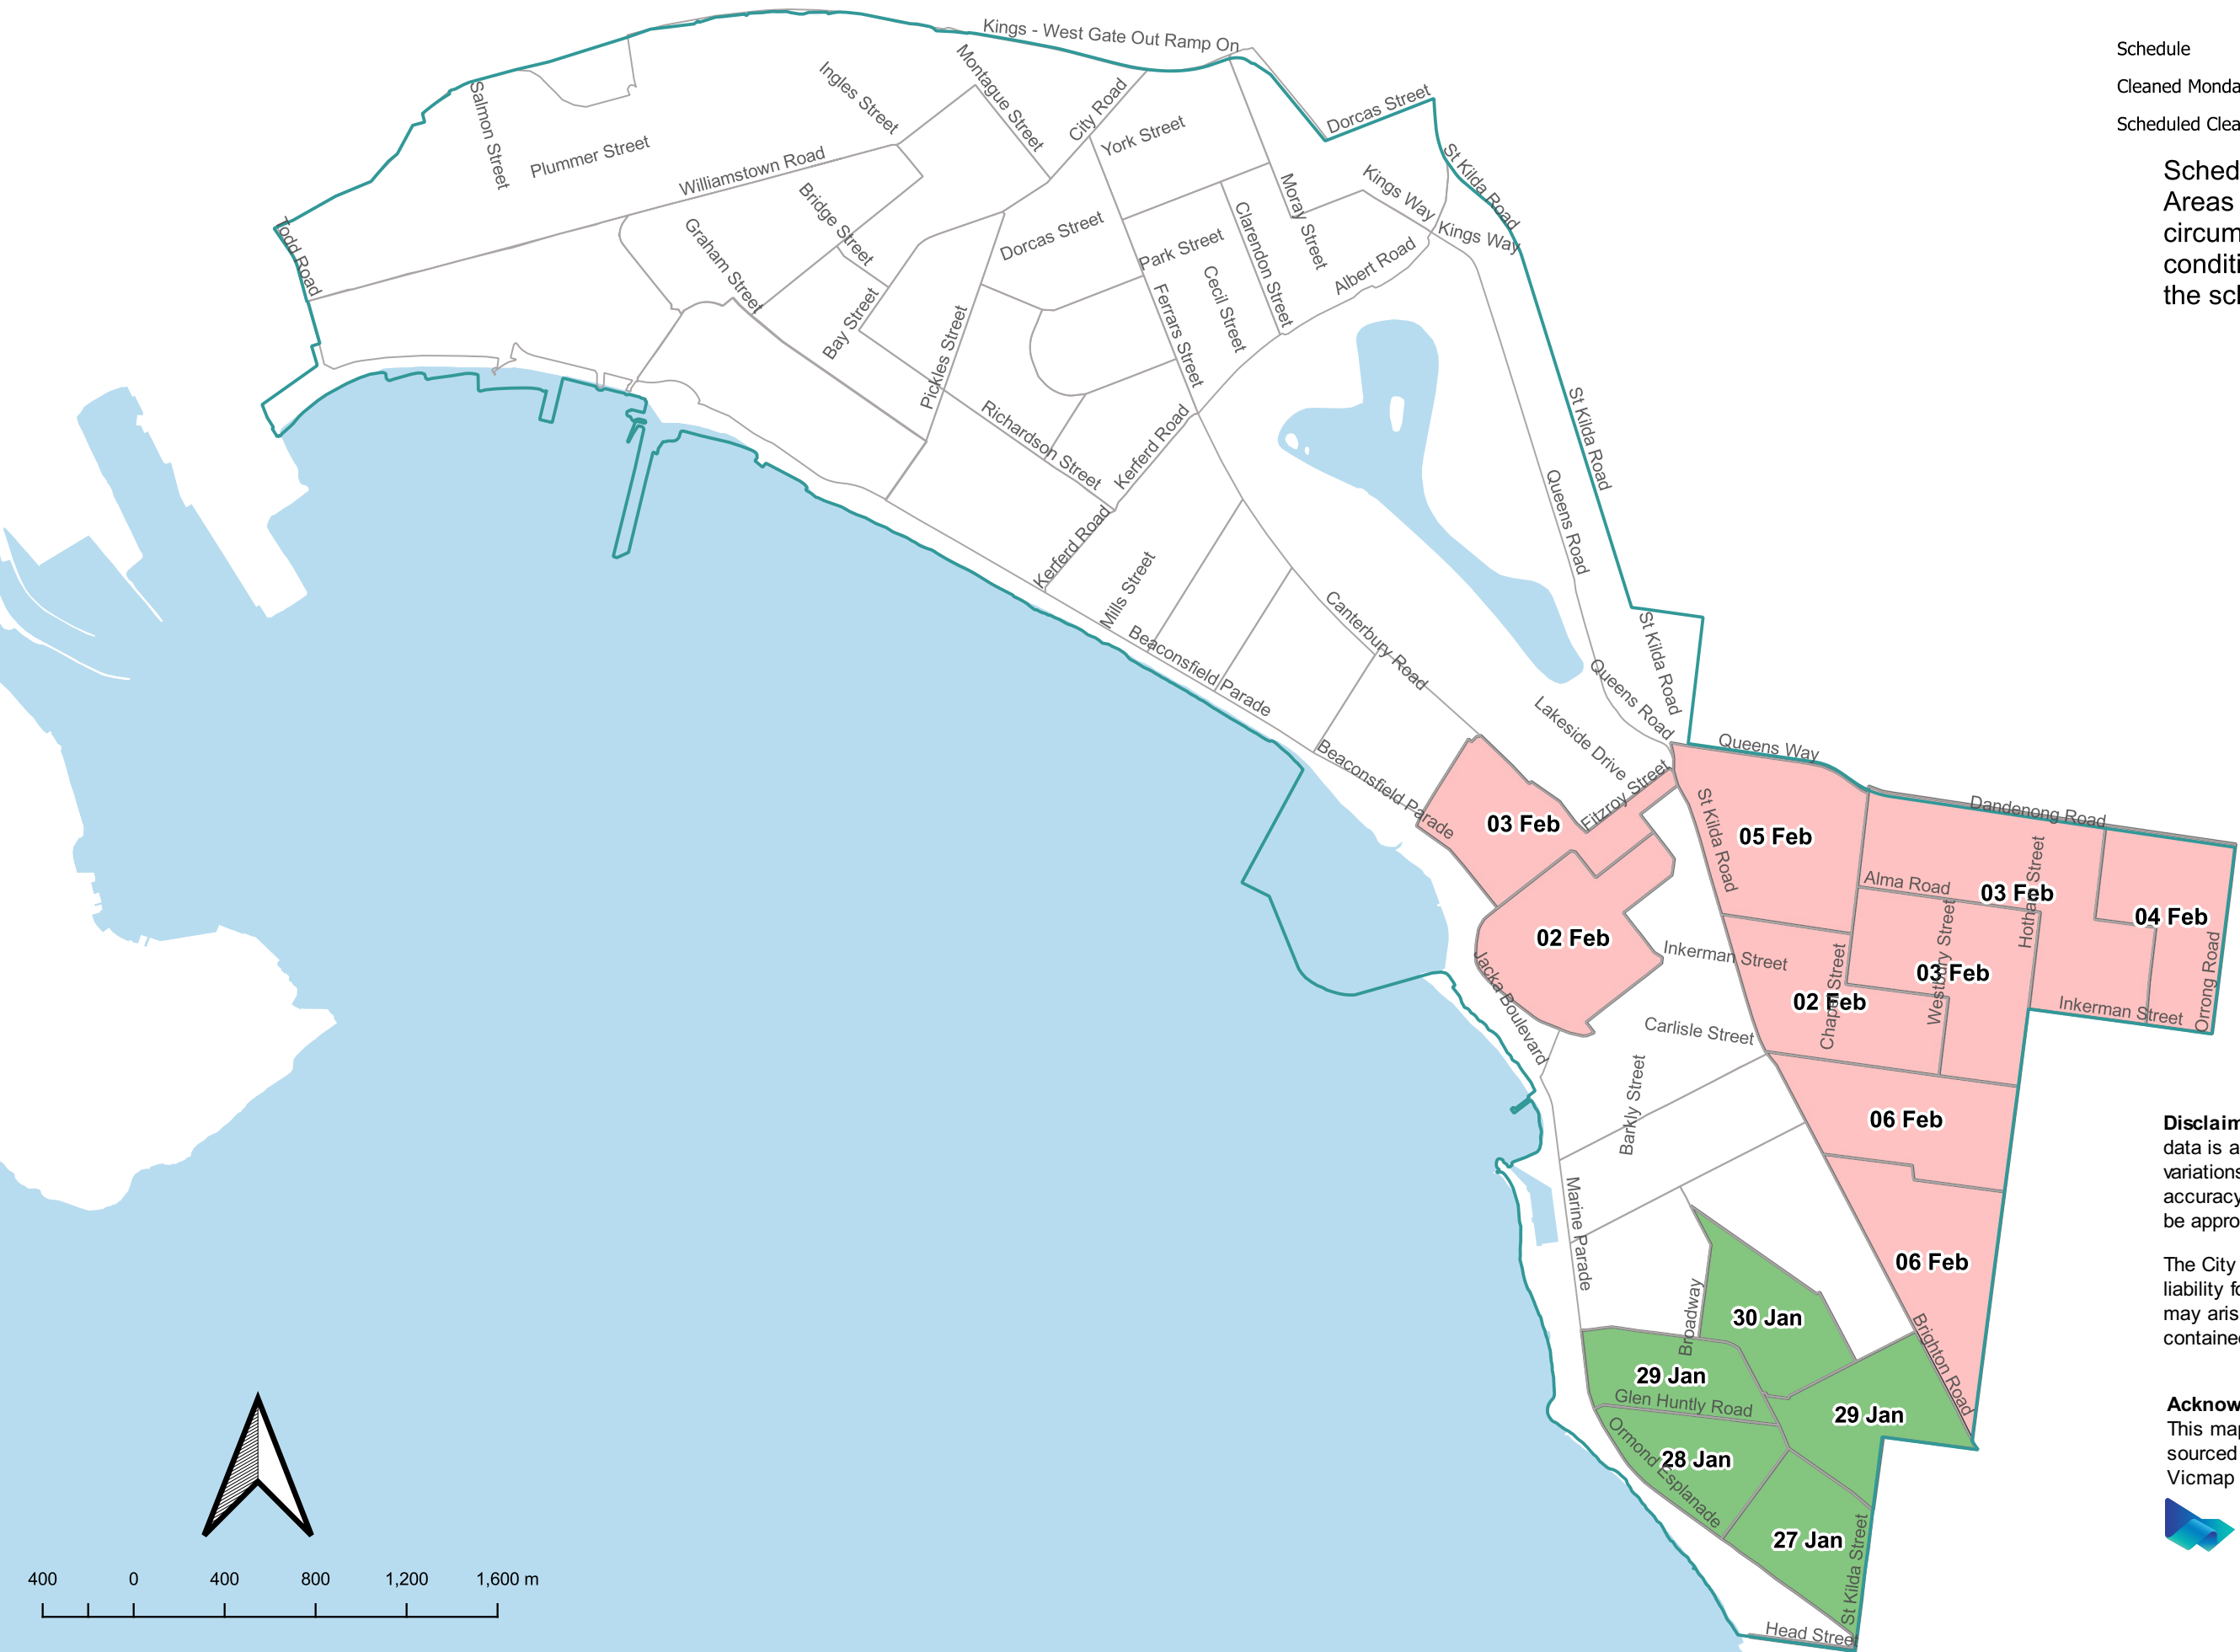 Kings - West Gate Out Ramp On
Schedule
Cleaned Monda
Scheduled Clea
Sched
Areas
circum
conditi
the scl
Salmon Street
Plummer Street
Ingles Street
Montague Street
City Road
York Street
Dorcas Street
St Kilda Road
Williamstown Road
Bridge Street
Graham Street
Todd Road
Dorcas Street
Park Street
Clarendon Street
Moray Street
Kings Way
Kings Way
Albert Road
Cecil Street
Ferrars Street
Bay Street
Pickles Street
Richardson Street
Kerferd Road
Kerferd Road
St Kilda Road
Queens Road
Mills Street
Beaconsfield Parade
Canterbury Road
St Kilda Road
Queens Road
Lakeside Drive
Queens Way
Beaconsfield Parade
Fitzroy Street
03 Feb
St Kilda Road
05 Feb
Dandenong Road
Alma Road
Hotham Street
03 Feb
04 Feb
02 Feb
Jacka Boulevard
Inkerman Street
Chapel Street
Westbury Street
03 Feb
02 Feb
Inkerman Street
Orrong Road
Carlisle Street
Barkly Street
06 Feb
Marine Parade
06 Feb
Broadway
30 Jan
Brighton Road
29 Jan
Glen Huntly Road
29 Jan
Ormond Esplanade
28 Jan
27 Jan
St Kilda Street
Head Street
Disclaim
data is a
variations
accuracy
be appro
The City
liability fo
may aris
contained
Acknow
This map
sourced
Vicmap
400 0 400 800 1,200 1,600 m